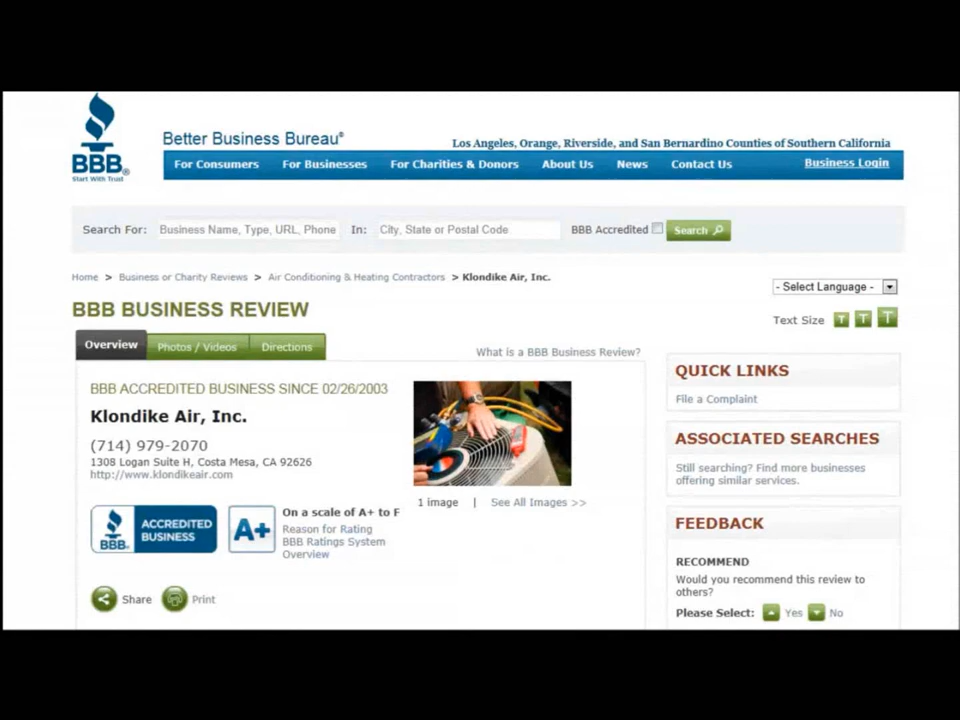 Better Business Bureau®
Los Angeles, Orange, Riverside, and San Bernardino Counties of Southern California
BBB®
Start With Trust
For Consumers For Businesses For Charities & Donors About Us News Contact Us Business Login
Search For: Business Name, Type, URL, Phone In: City, State or Postal Code BBB Accredited Search
Home > Business or Charity Reviews > Air Conditioning & Heating Contractors > Klondike Air, Inc.
- Select Language -
BBB BUSINESS REVIEW
Text Size T T T
Overview Photos / Videos Directions
What is a BBB Business Review?
BBB ACCREDITED BUSINESS SINCE 02/26/2003
Klondike Air, Inc.
(714) 979-2070
1308 Logan Suite H, Costa Mesa, CA 92626
http://www.klondikeair.com
1 image | See All Images >>
BBB. ACCREDITED BUSINESS
A+
On a scale of A+ to F
Reason for Rating
BBB Ratings System
Overview
Share Print
QUICK LINKS
File a Complaint
ASSOCIATED SEARCHES
Still searching? Find more businesses
offering similar services.
FEEDBACK
RECOMMEND
Would you recommend this review to
others?
Please Select: Yes No